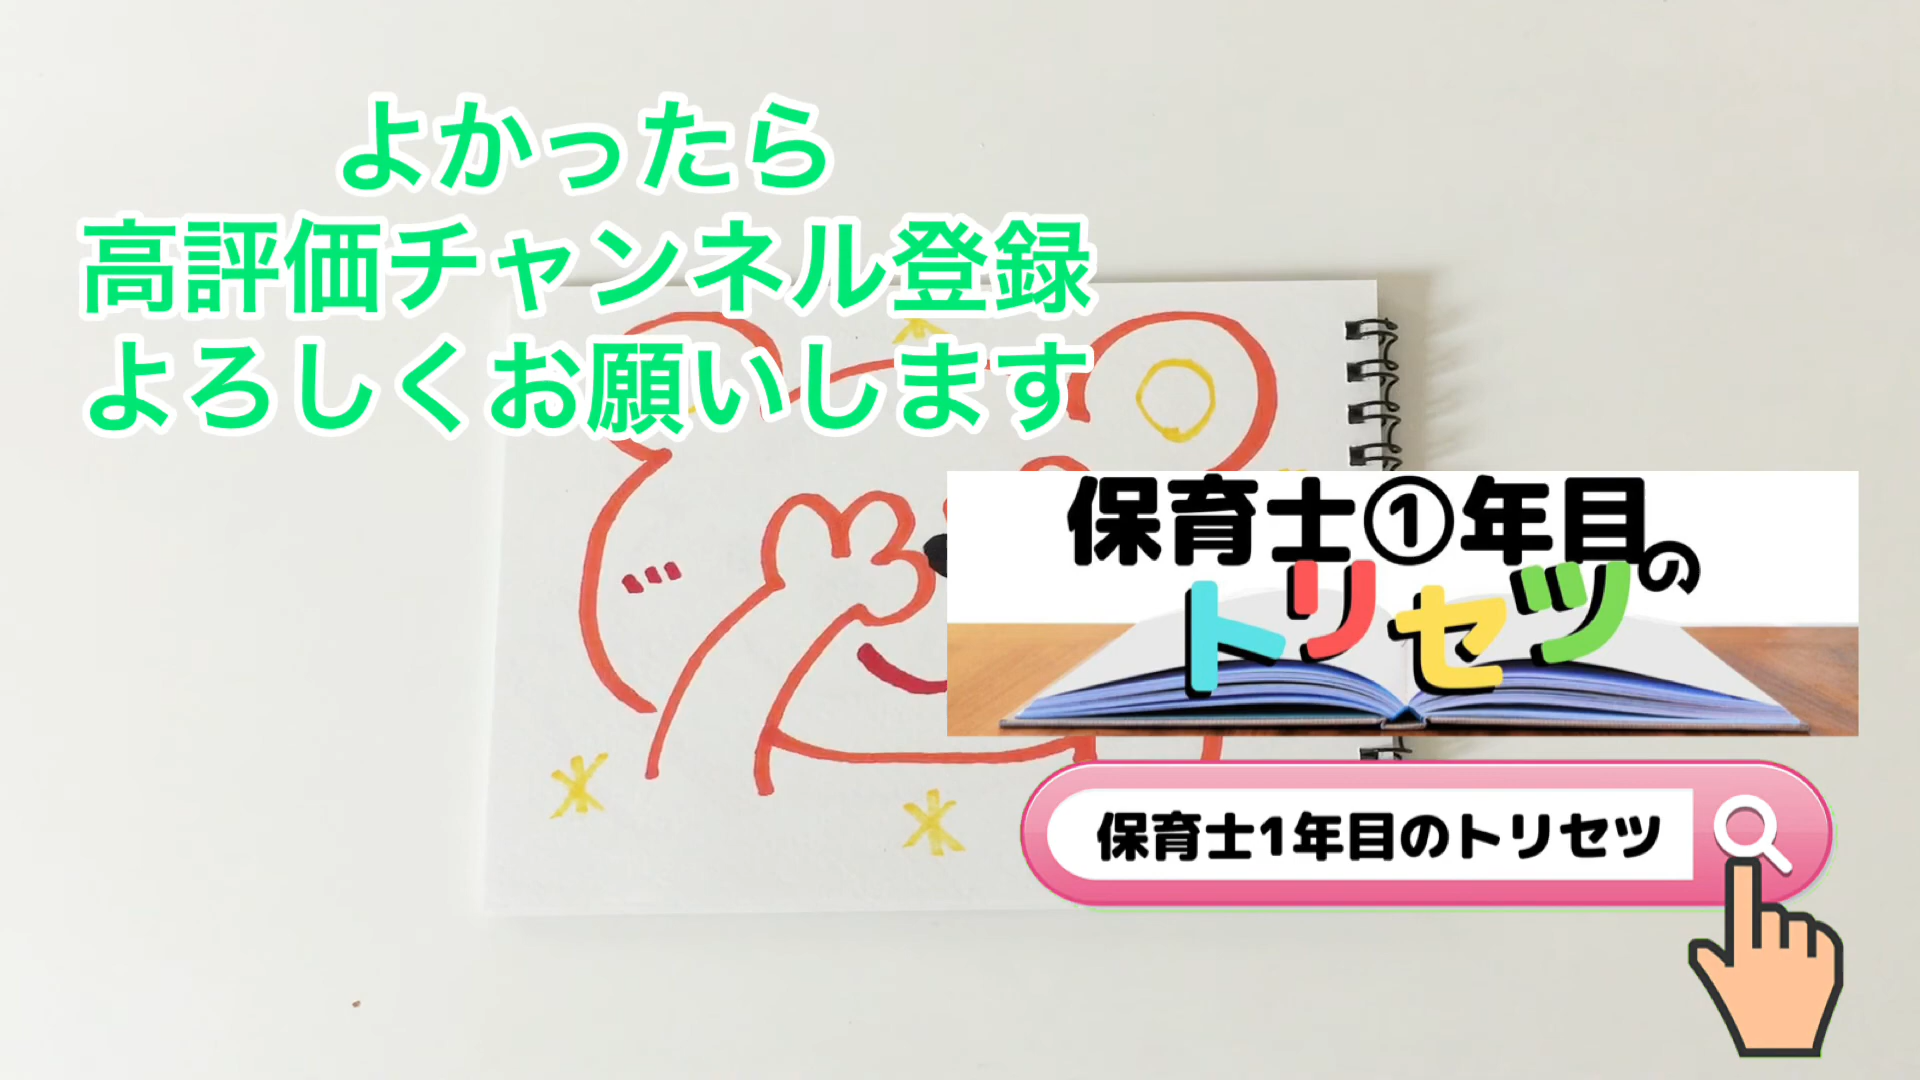 よかったら
高評価チャンネル登録
よろしくお願いします
保育士①年目の
トリセツ
保育士1年目のトリセツ